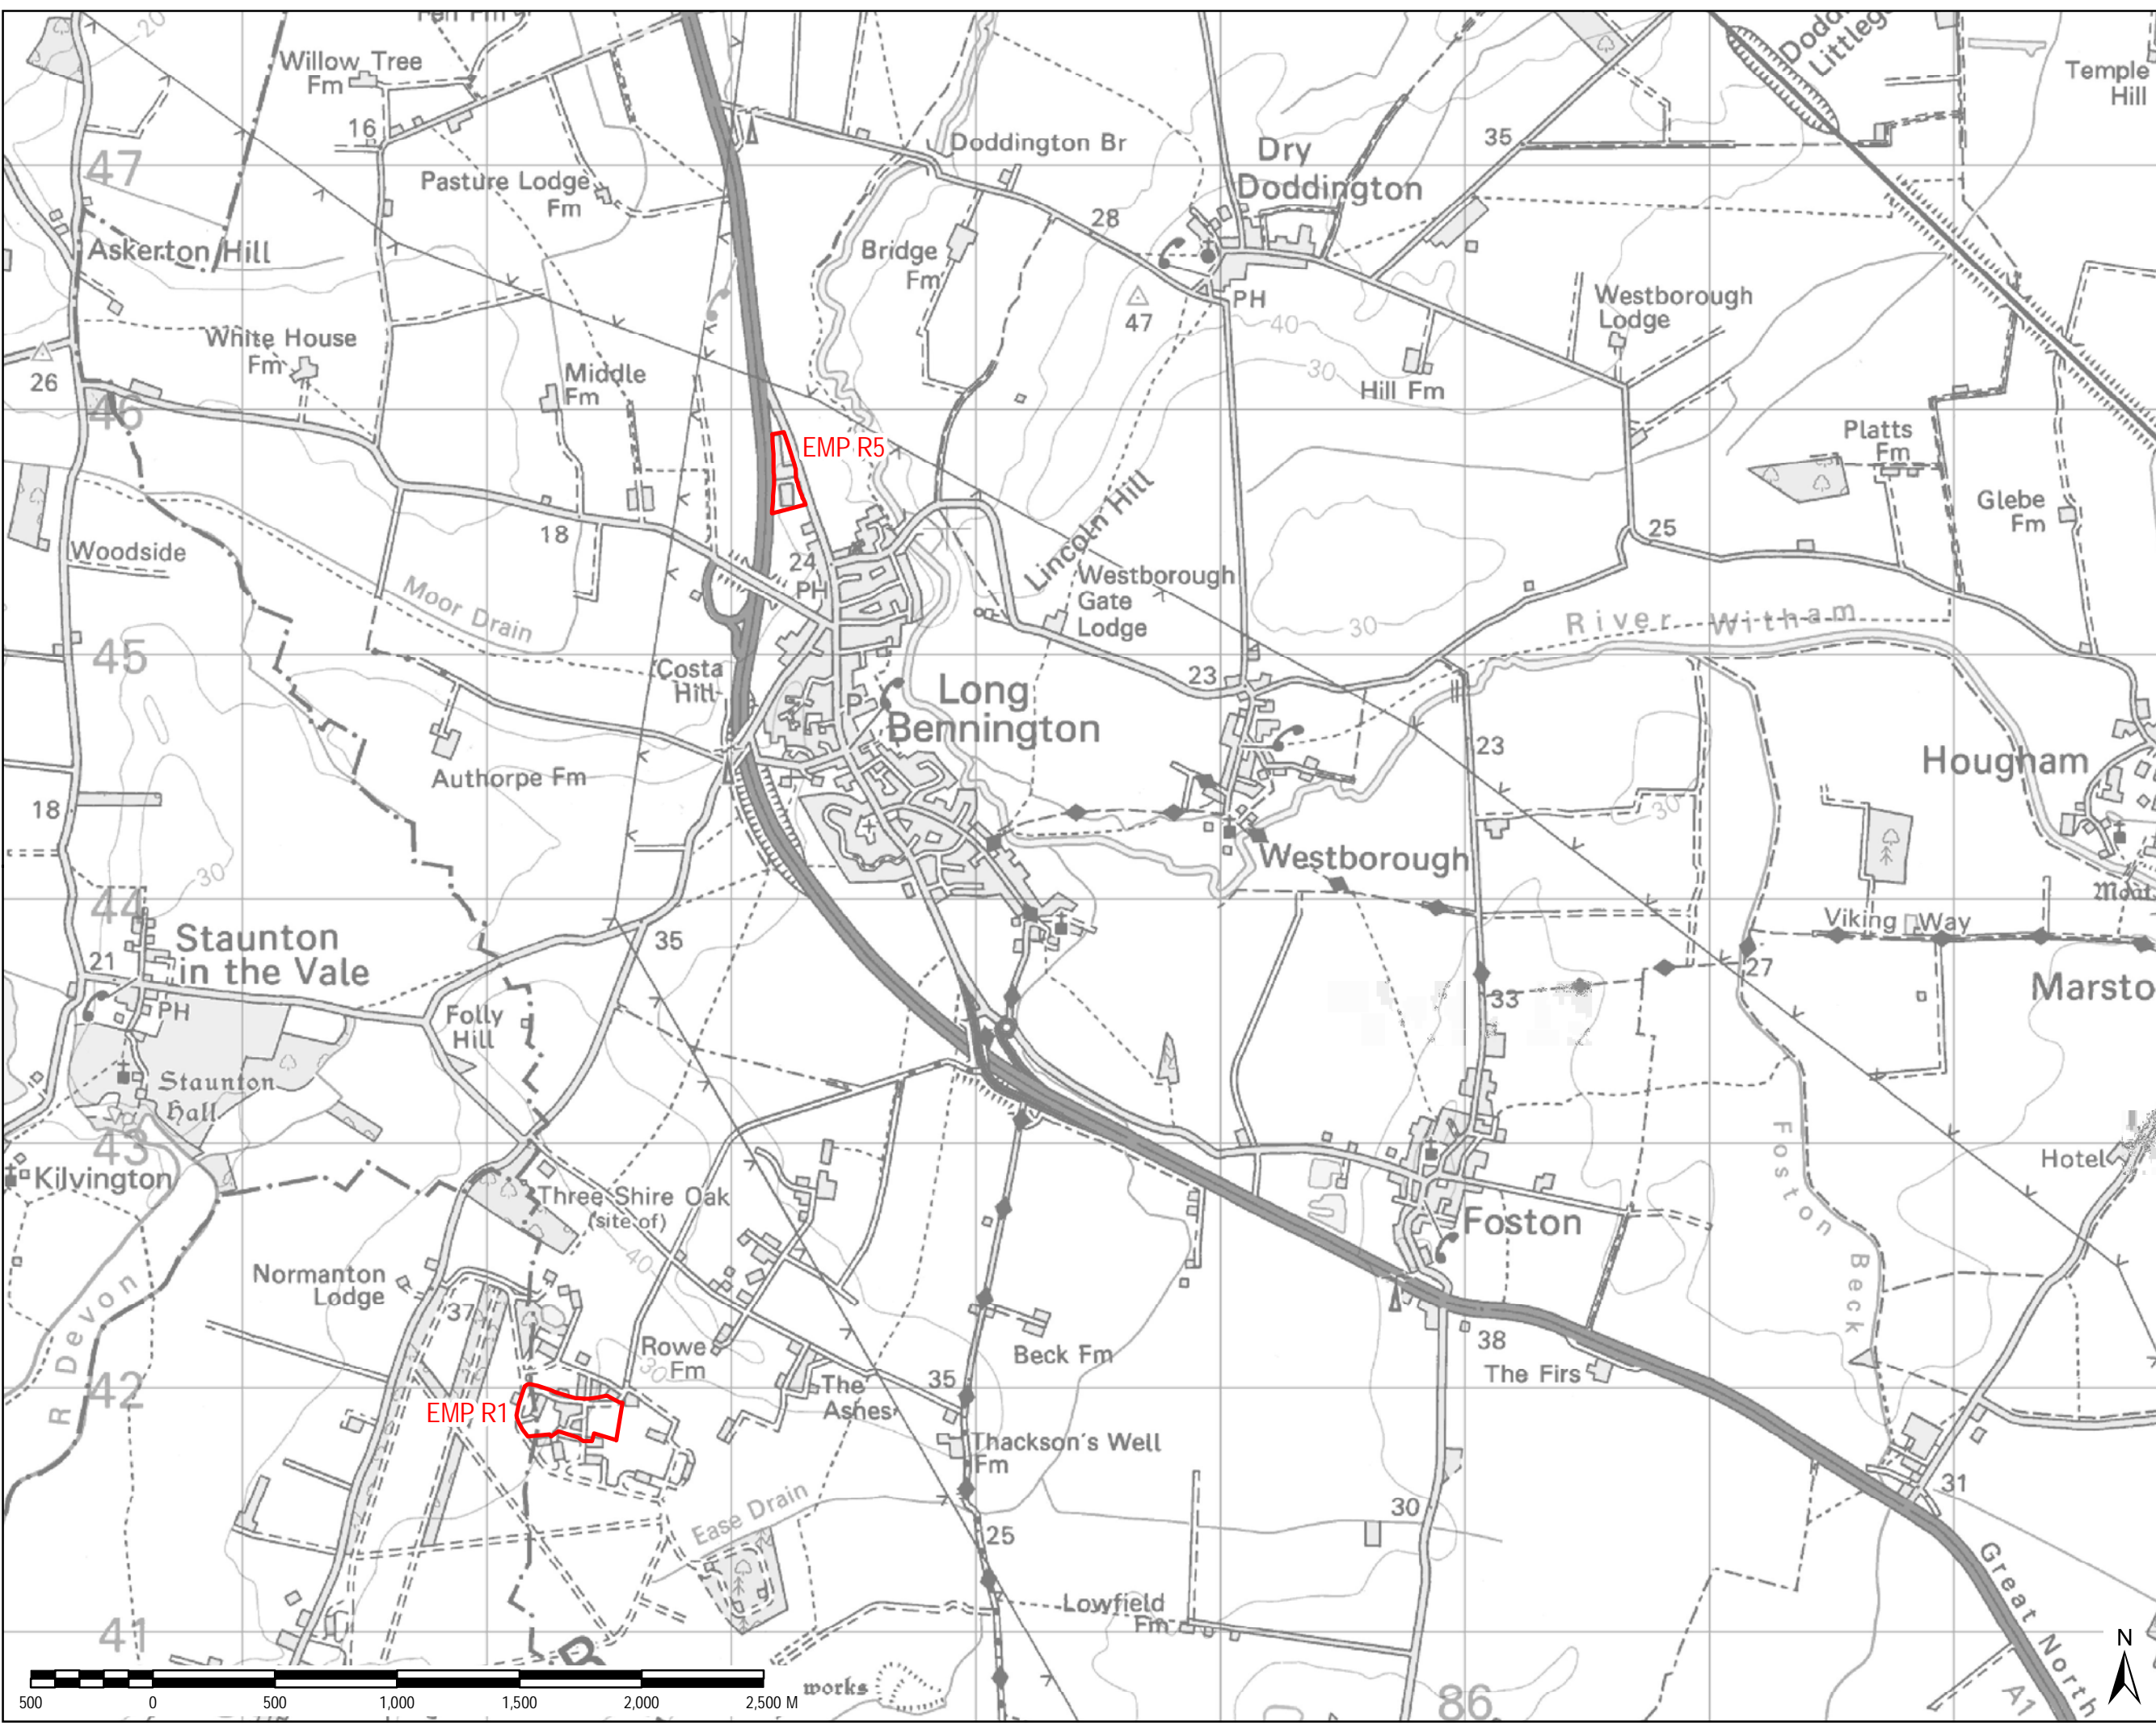 20
Willow Tree
Fm
16
47
Pasture Lodge
Fm
Askerton Hill
Doddington Br
Dry
Doddington
28
35
Temple
Hill
Bridge
Fm
47
PH
40
30
Hill Fm
Westborough
Lodge
White House
Fm
26
46
Middle
Fm
EMP R5
Platts
Fm
Glebe
Fm
18
Woodside
Moor Drain
24
PH
Lincoln Hill
Westborough
Gate
Lodge
30
25
River Witham
45
Costa
Hill
P
Long
Bennington
23
23
Hougham
Authorpe Fm
18
30
30
Westborough
44
Staunton
in the Vale
21
PH
35
Folly
Hill
Viking Way
Moat
27
33
Marsto
Staunton
Hall
43
Kilvington
Three Shire Oak
(site of)
40
Foston
Foston Beck
Hotel
Normanton
Lodge
37
R Devon
42
Rowe
Fm
30
EMP R1
The
Ashes
35
Beck Fm
38
The Firs
Thackson's Well
Fm
30
31
Ease Drain
25
Lowfield
Fm
41
Great North
A1
works
86
N
500
0
500
1,000
1,500
2,000
2,500 M